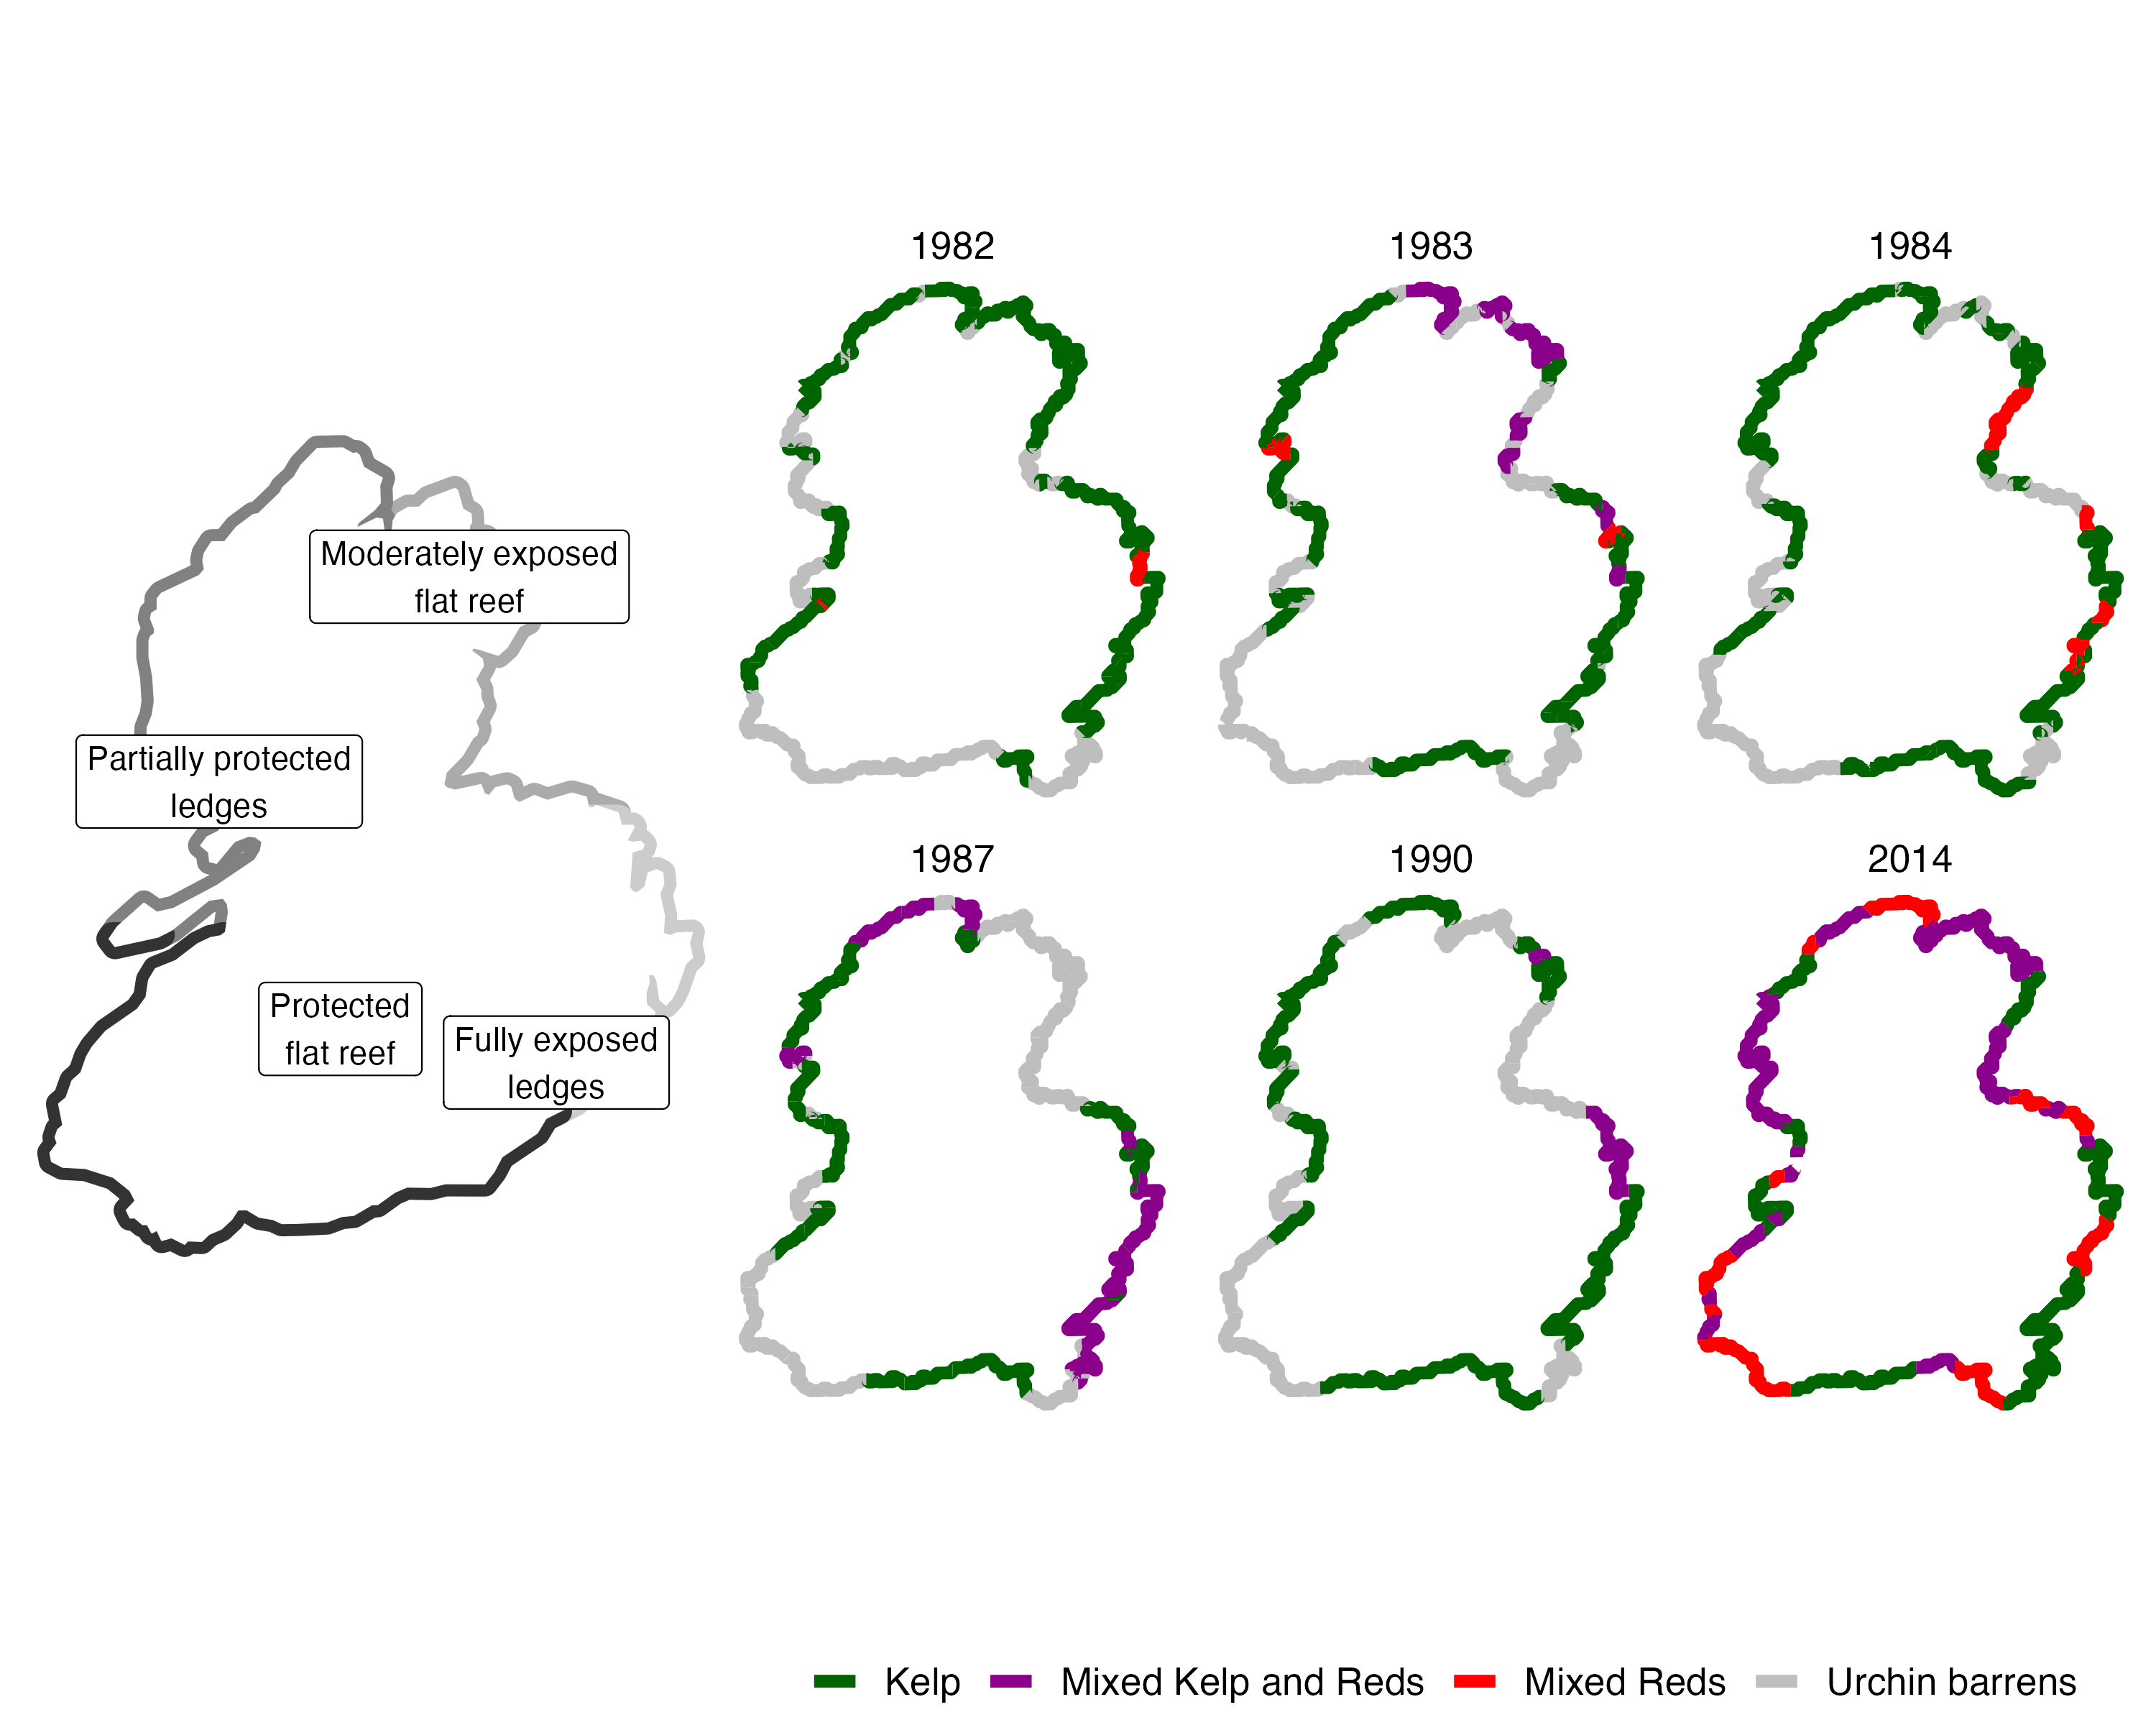 1982
1983
1984
Moderately exposed
flat reef
Partially protected
ledges
Protected
flat reef
Fully exposed
ledges
1987
1990
2014
Kelp
Mixed Kelp and Reds
Mixed Reds
Urchin barrens